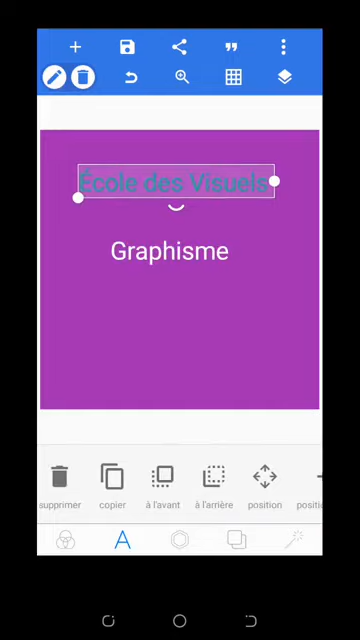 École des Visuels
Graphisme
supprimer copier à l'avant à l'arrière position